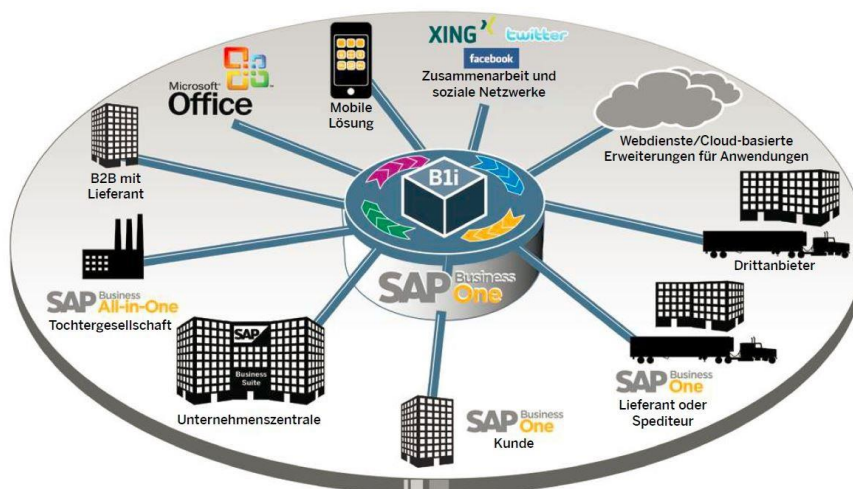 XING twitter
facebook
Zusammenarbeit und
soziale Netzwerke
Microsoft
Office
Mobile
Lösung
Webdienste/Cloud-basierte
Erweiterungen für Anwendungen
B2B mit
Lieferant
B1i
Drittanbieter
SAP Business One
SAP Business All-in-One
Tochtergesellschaft
SAP
Business
Suite
Unternehmenszentrale
SAP Business One
Kunde
SAP Business One
Lieferant oder
Spediteur